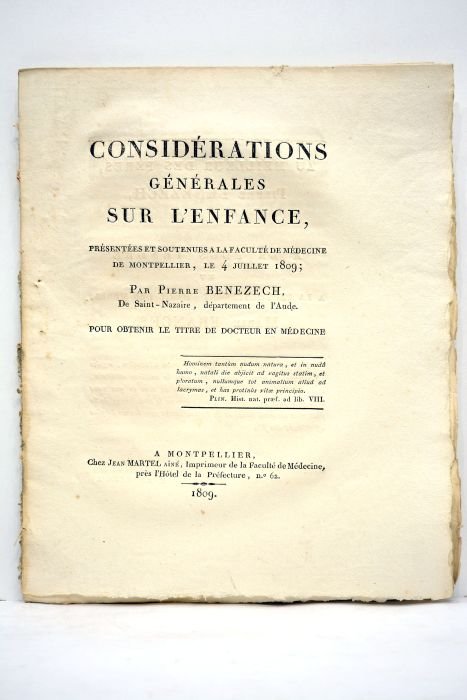 CONSIDÉRATIONS
GÉNÉRALES
SUR L'ENFANCE,
PRÉSENTÉES ET SOUTENUES A LA FACULTÉ DE MÉDECINE
DE MONTPELLIER, LE 4 JUILLET 1809;
PAR PIERRE BENEZECH,
De Saint-Nazaire, département de l'Aude.
POUR OBTENIR LE TITRE DE DOCTEUR EN MÉDECINE
Hominem tantùm nudum natura, et in nudâ
humo, natali die abjicit ad vagitus statim, et
ploratum, nullumque tot animalium aliud ad
lacrymas, et has protinùs vitæ principio.
PLIN. Hist. nat. præf. ad lib. VIII.
A MONTPELLIER,
Chez JEAN MARTEL AÎNÉ, Imprimeur de la Faculté de Médecine,
près l'Hôtel de la Préfecture, n.º 62.
1809.